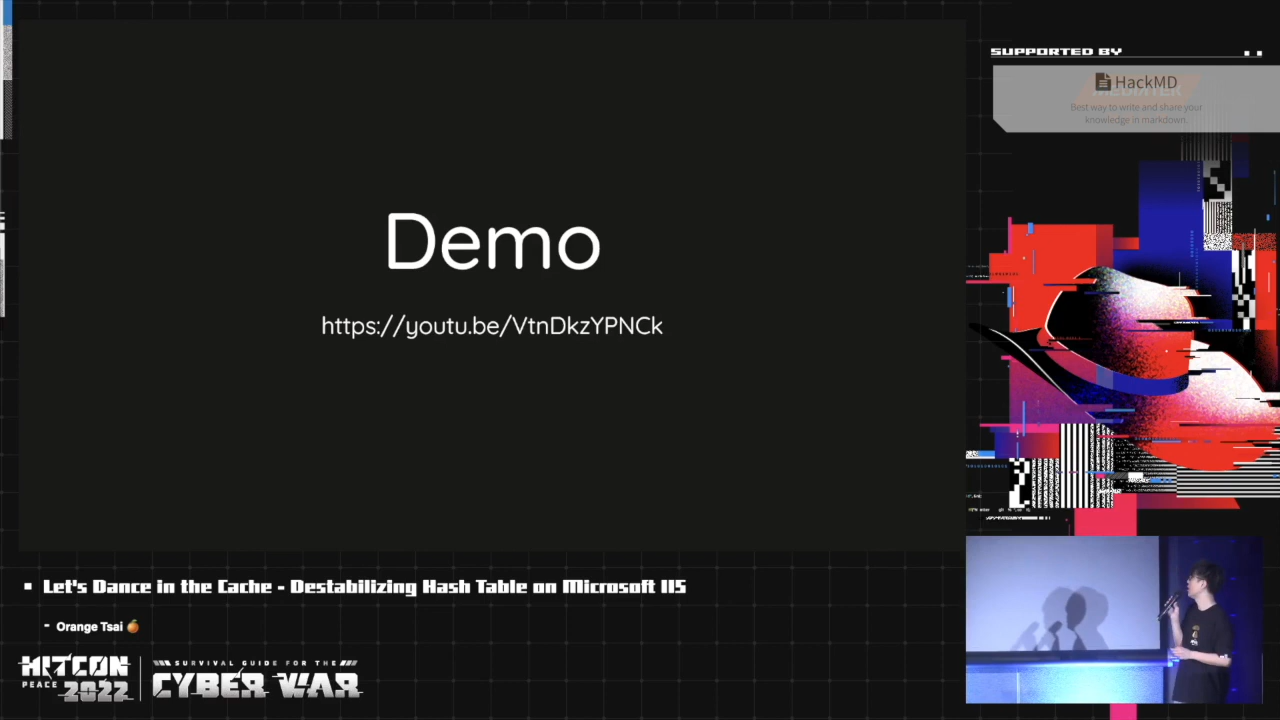 Demo
https://youtu.be/VtnDkzYPNCk
SUPPORTED BY
HackMD
Best way to write and share your
knowledge in markdown.
Let's Dance in the Cache - Destabilizing Hash Table on Microsoft IIS
- Orange Tsai 🍊
HITCON
PEACE 2022
SURVIVAL GUIDE FOR THE
CYBER WAR